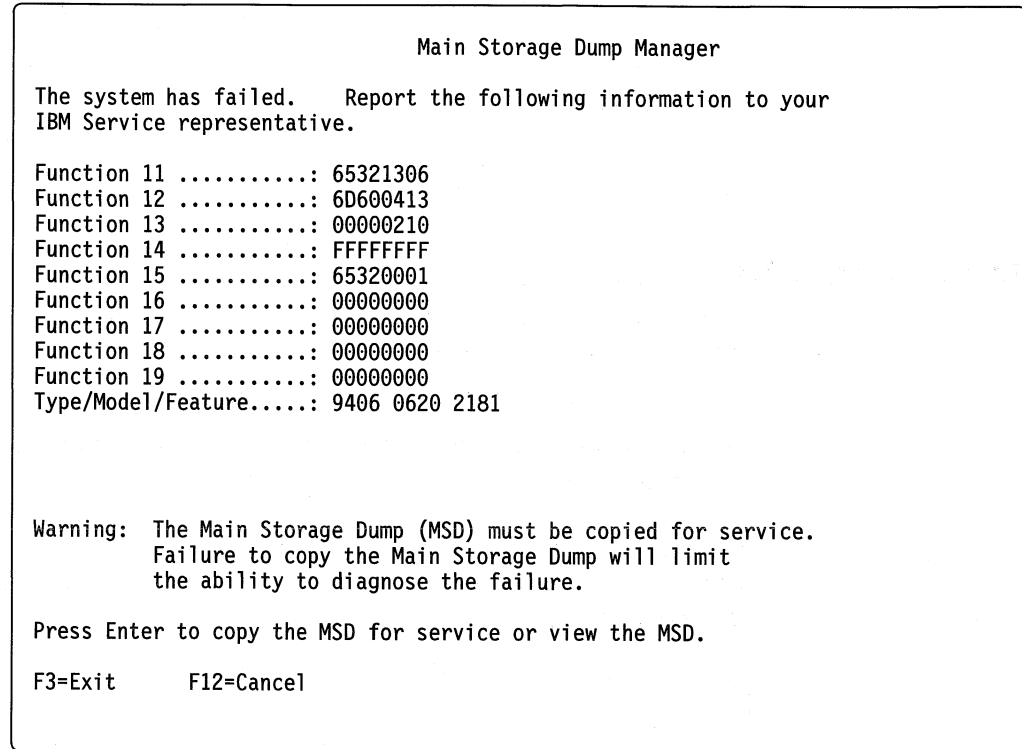 Main Storage Dump Manager
The system has failed. Report the following information to your
IBM Service representative.
Function 11 ...........: 65321306
Function 12 ...........: 6D600413
Function 13 ...........: 00000210
Function 14 ...........: FFFFFFFF
Function 15 ...........: 65320001
Function 16 ...........: 00000000
Function 17 ...........: 00000000
Function 18 ...........: 00000000
Function 19 ...........: 00000000
Type/Model/Feature.....: 9406 0620 2181
Warning: The Main Storage Dump (MSD) must be copied for service.
Failure to copy the Main Storage Dump will limit
the ability to diagnose the failure.
Press Enter to copy the MSD for service or view the MSD.
F3=Exit F12=Cancel